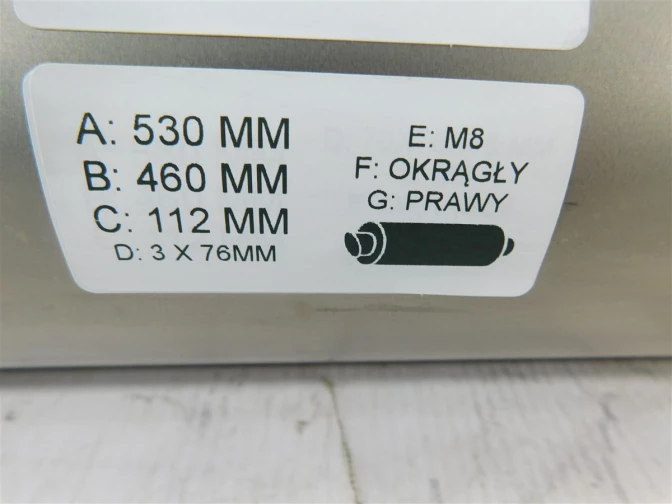 A: 530 MM
B: 460 MM
C: 112 MM
D: 3 X 76MM
E: M8
F: OKRĄGŁY
G: PRAWY